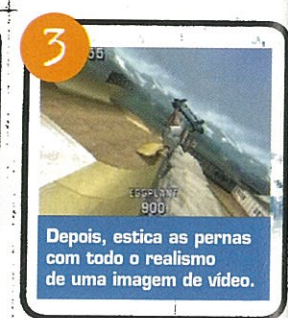 3
55
EGGPLANT
900
Depois, estica as pernas
com todo o realismo
de uma imagem de vídeo.